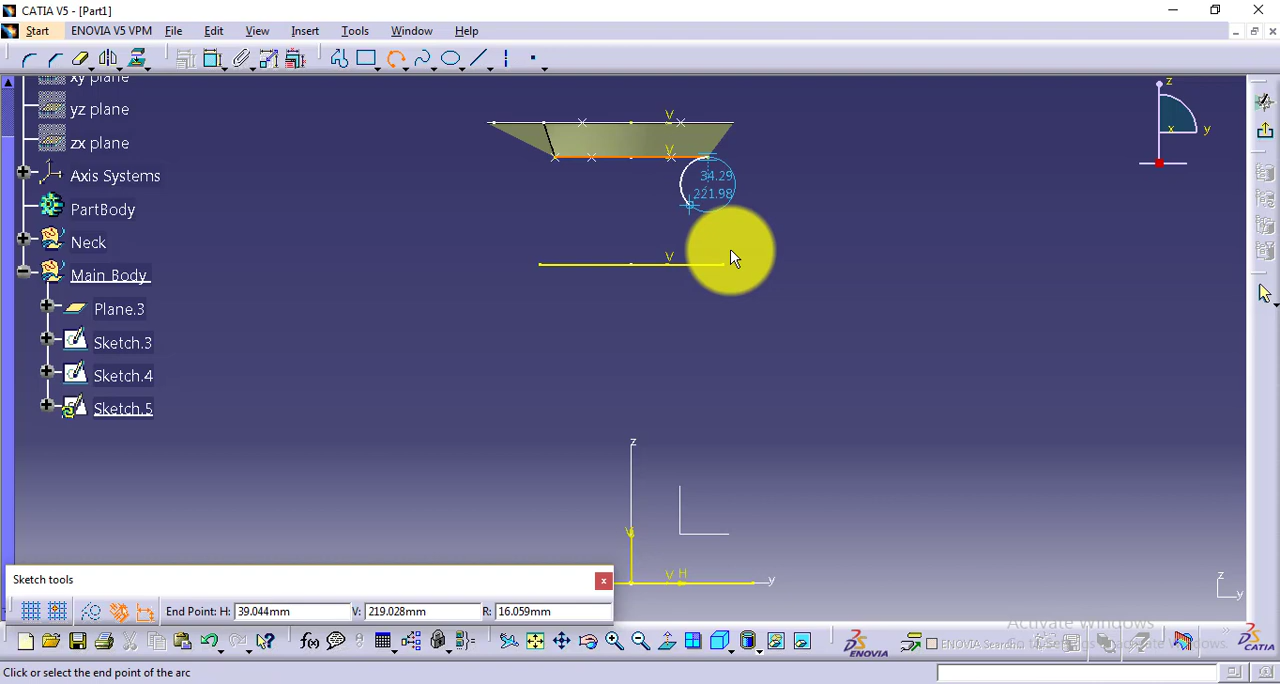 CATIA V5 - [Part1]
Start ENOVIA V5 VPM File Edit View Insert Tools Window Help
xy plane
yz plane
zx plane
Axis Systems
PartBody
Neck
Main Body
Plane.3
Sketch.3
Sketch.4
Sketch.5
V
V
34.29
221.98
V
z
x
y
z
V
V H
y
z
y
Sketch tools
x
End Point: H: 39.044mm V: 219.028mm R: 16.059mm
Activate Windows
f(x)
ENOVIA
ENOVIA Search
CATIA
Click or select the end point of the arc